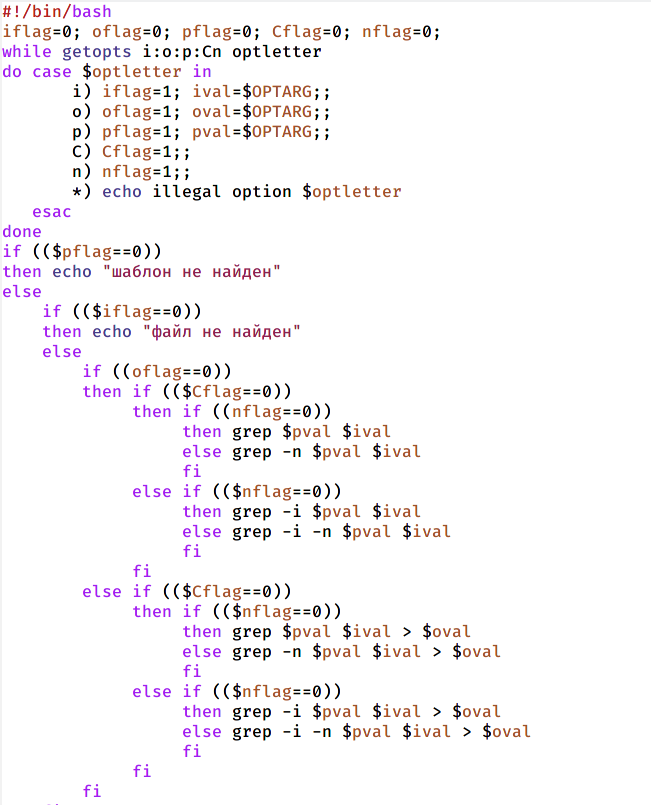 #!/bin/bash
iflag=0; oflag=0; pflag=0; Cflag=0; nflag=0;
while getopts i:o:p:Cn optletter
do case $optletter in
       i) iflag=1; ival=$OPTARG;;
       o) oflag=1; oval=$OPTARG;;
       p) pflag=1; pval=$OPTARG;;
       C) Cflag=1;;
       n) nflag=1;;
       *) echo illegal option $optletter
   esac
done
if (($pflag==0))
then echo "шаблон не найден"
else
    if (($iflag==0))
    then echo "файл не найден"
    else
        if ((oflag==0))
        then if (($Cflag==0))
             then if ((nflag==0))
                  then grep $pval $ival
                  else grep -n $pval $ival
                  fi
             else if (($nflag==0))
                  then grep -i $pval $ival
                  else grep -i -n $pval $ival
                  fi
             fi
        else if (($Cflag==0))
             then if (($nflag==0))
                  then grep $pval $ival > $oval
                  else grep -n $pval $ival > $oval
                  fi
             else if (($nflag==0))
                  then grep -i $pval $ival > $oval
                  else grep -i -n $pval $ival > $oval
                  fi
             fi
        fi